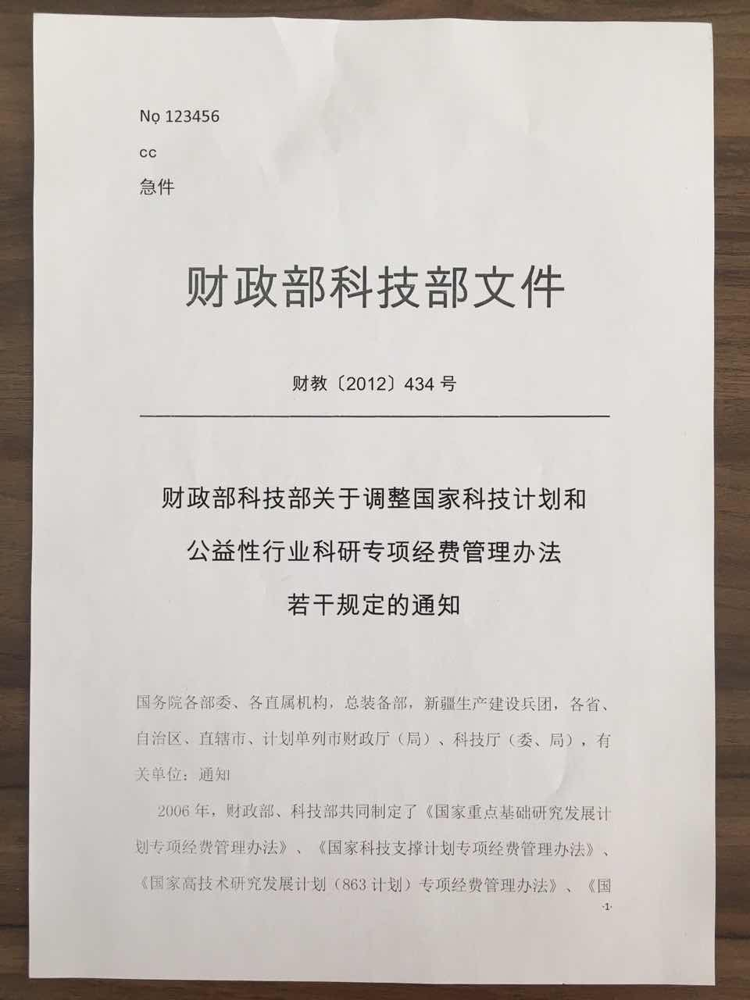 Nọ 123456
cc
急件
财政部科技部文件
财教〔2012〕434 号
财政部科技部关于调整国家科技计划和
公益性行业科研专项经费管理办法
若干规定的通知
国务院各部委、各直属机构，总装备部，新疆生产建设兵团，各省、
自治区、直辖市、计划单列市财政厅（局）、科技厅（委、局），有
关单位：通知
2006 年，财政部、科技部共同制定了《国家重点基础研究发展计
划专项经费管理办法》、《国家科技支撑计划专项经费管理办法》、
《国家高技术研究发展计划（863 计划）专项经费管理办法》、《国
·1·